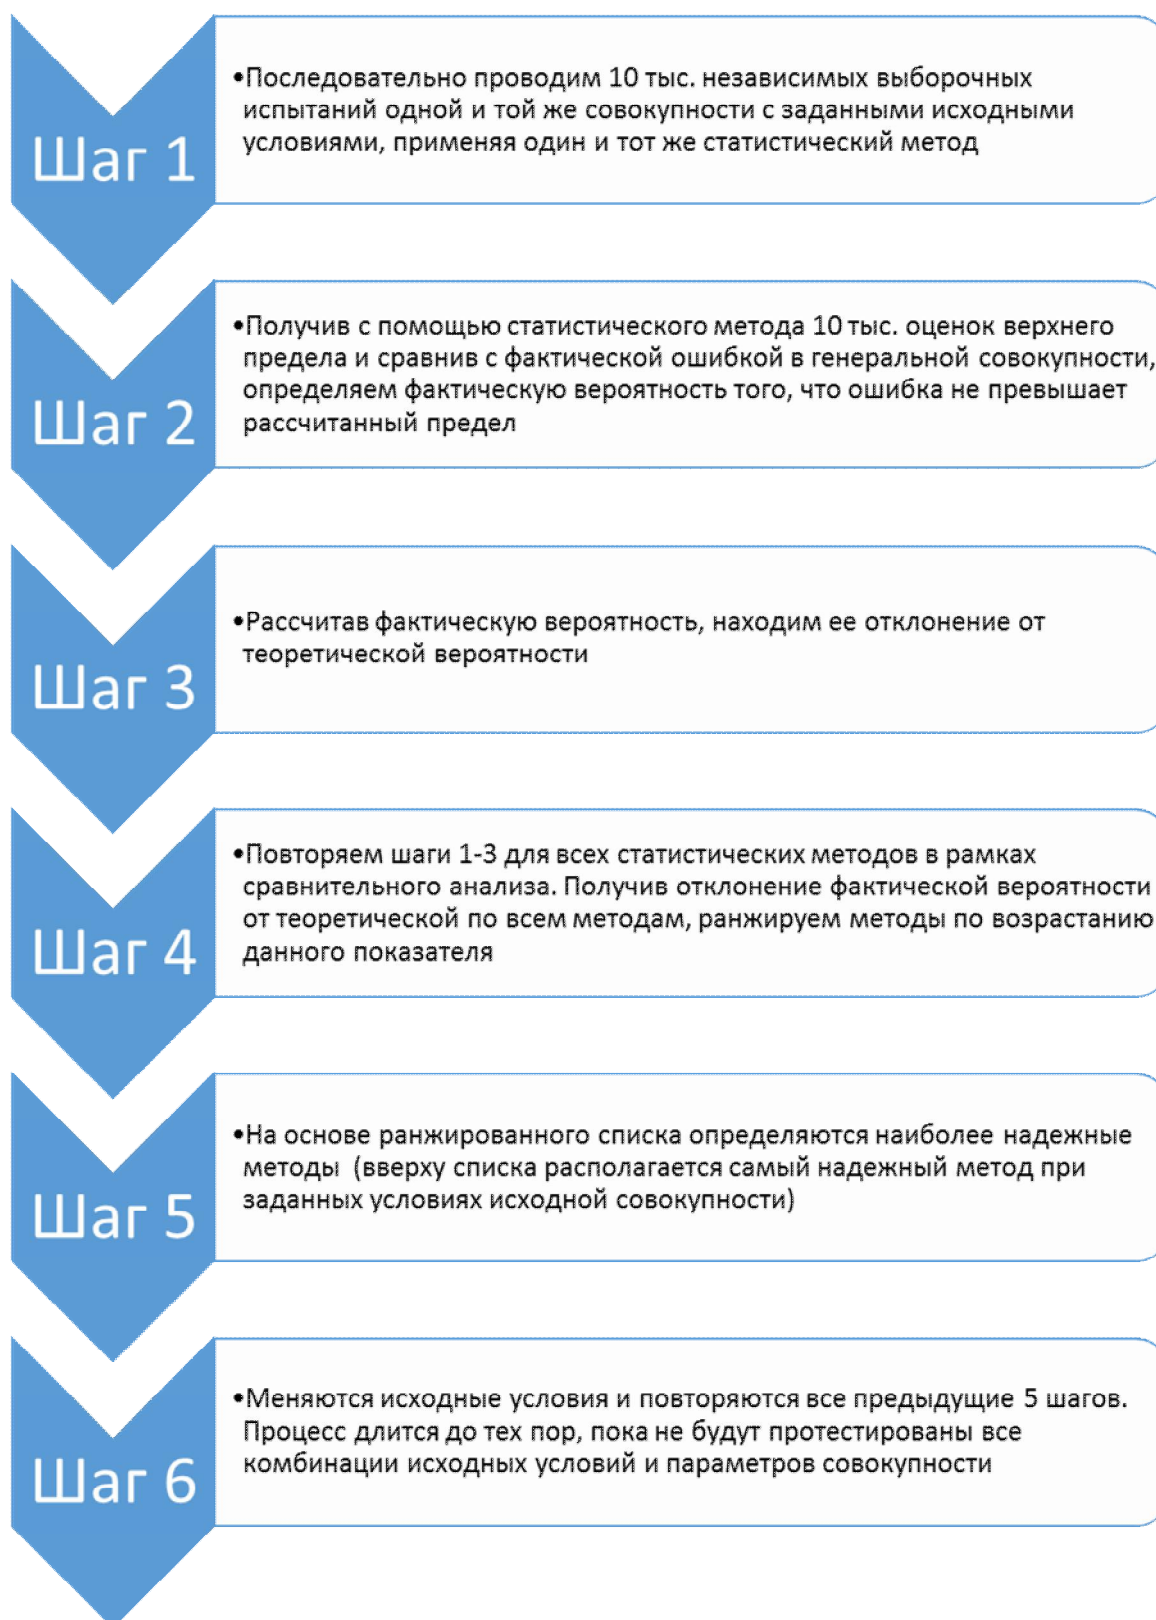 Шаг 1
•Последовательно проводим 10 тыс. независимых выборочных
испытаний одной и той же совокупности с заданными исходными
условиями, применяя один и тот же статистический метод
Шаг 2
•Получив с помощью статистического метода 10 тыс. оценок верхнего
предела и сравнив с фактической ошибкой в генеральной совокупности,
определяем фактическую вероятность того, что ошибка не превышает
рассчитанный предел
Шаг 3
•Рассчитав фактическую вероятность, находим ее отклонение от
теоретической вероятности
Шаг 4
•Повторяем шаги 1-3 для всех статистических методов в рамках
сравнительного анализа. Получив отклонение фактической вероятности
от теоретической по всем методам, ранжируем методы по возрастанию
данного показателя
Шаг 5
•На основе ранжированного списка определяются наиболее надежные
методы (вверху списка располагается самый надежный метод при
заданных условиях исходной совокупности)
Шаг 6
•Меняются исходные условия и повторяются все предыдущие 5 шагов.
Процесс длится до тех пор, пока не будут протестированы все
комбинации исходных условий и параметров совокупности